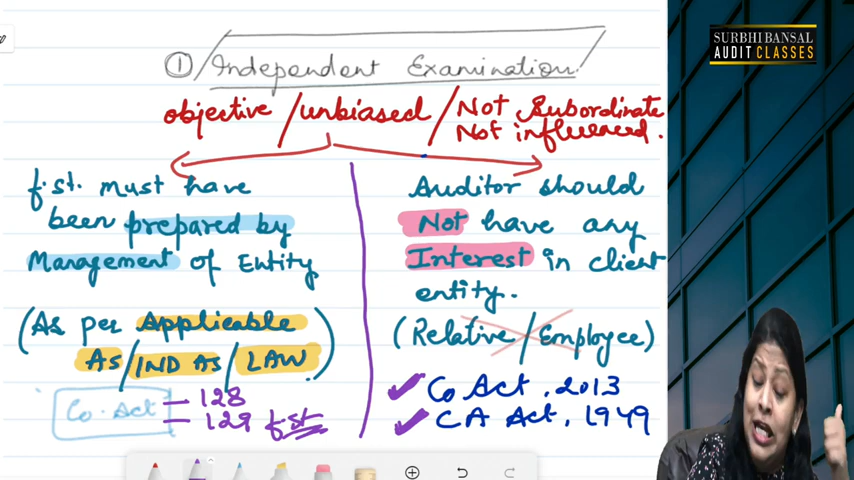 SURBHI BANSAL
AUDIT CLASSES
① Independent Examination
objective / unbiased / Not Subordinate
Not influenced.
f.st. must have
been prepared by
Management of Entity
(As per Applicable
AS / IND AS / LAW)
Co. Act — 128
— 129 f.st
Auditor should
Not have any
Interest in client
entity.
(Relative / Employee)
✓ Co Act, 2013
✓ CA Act, 1949